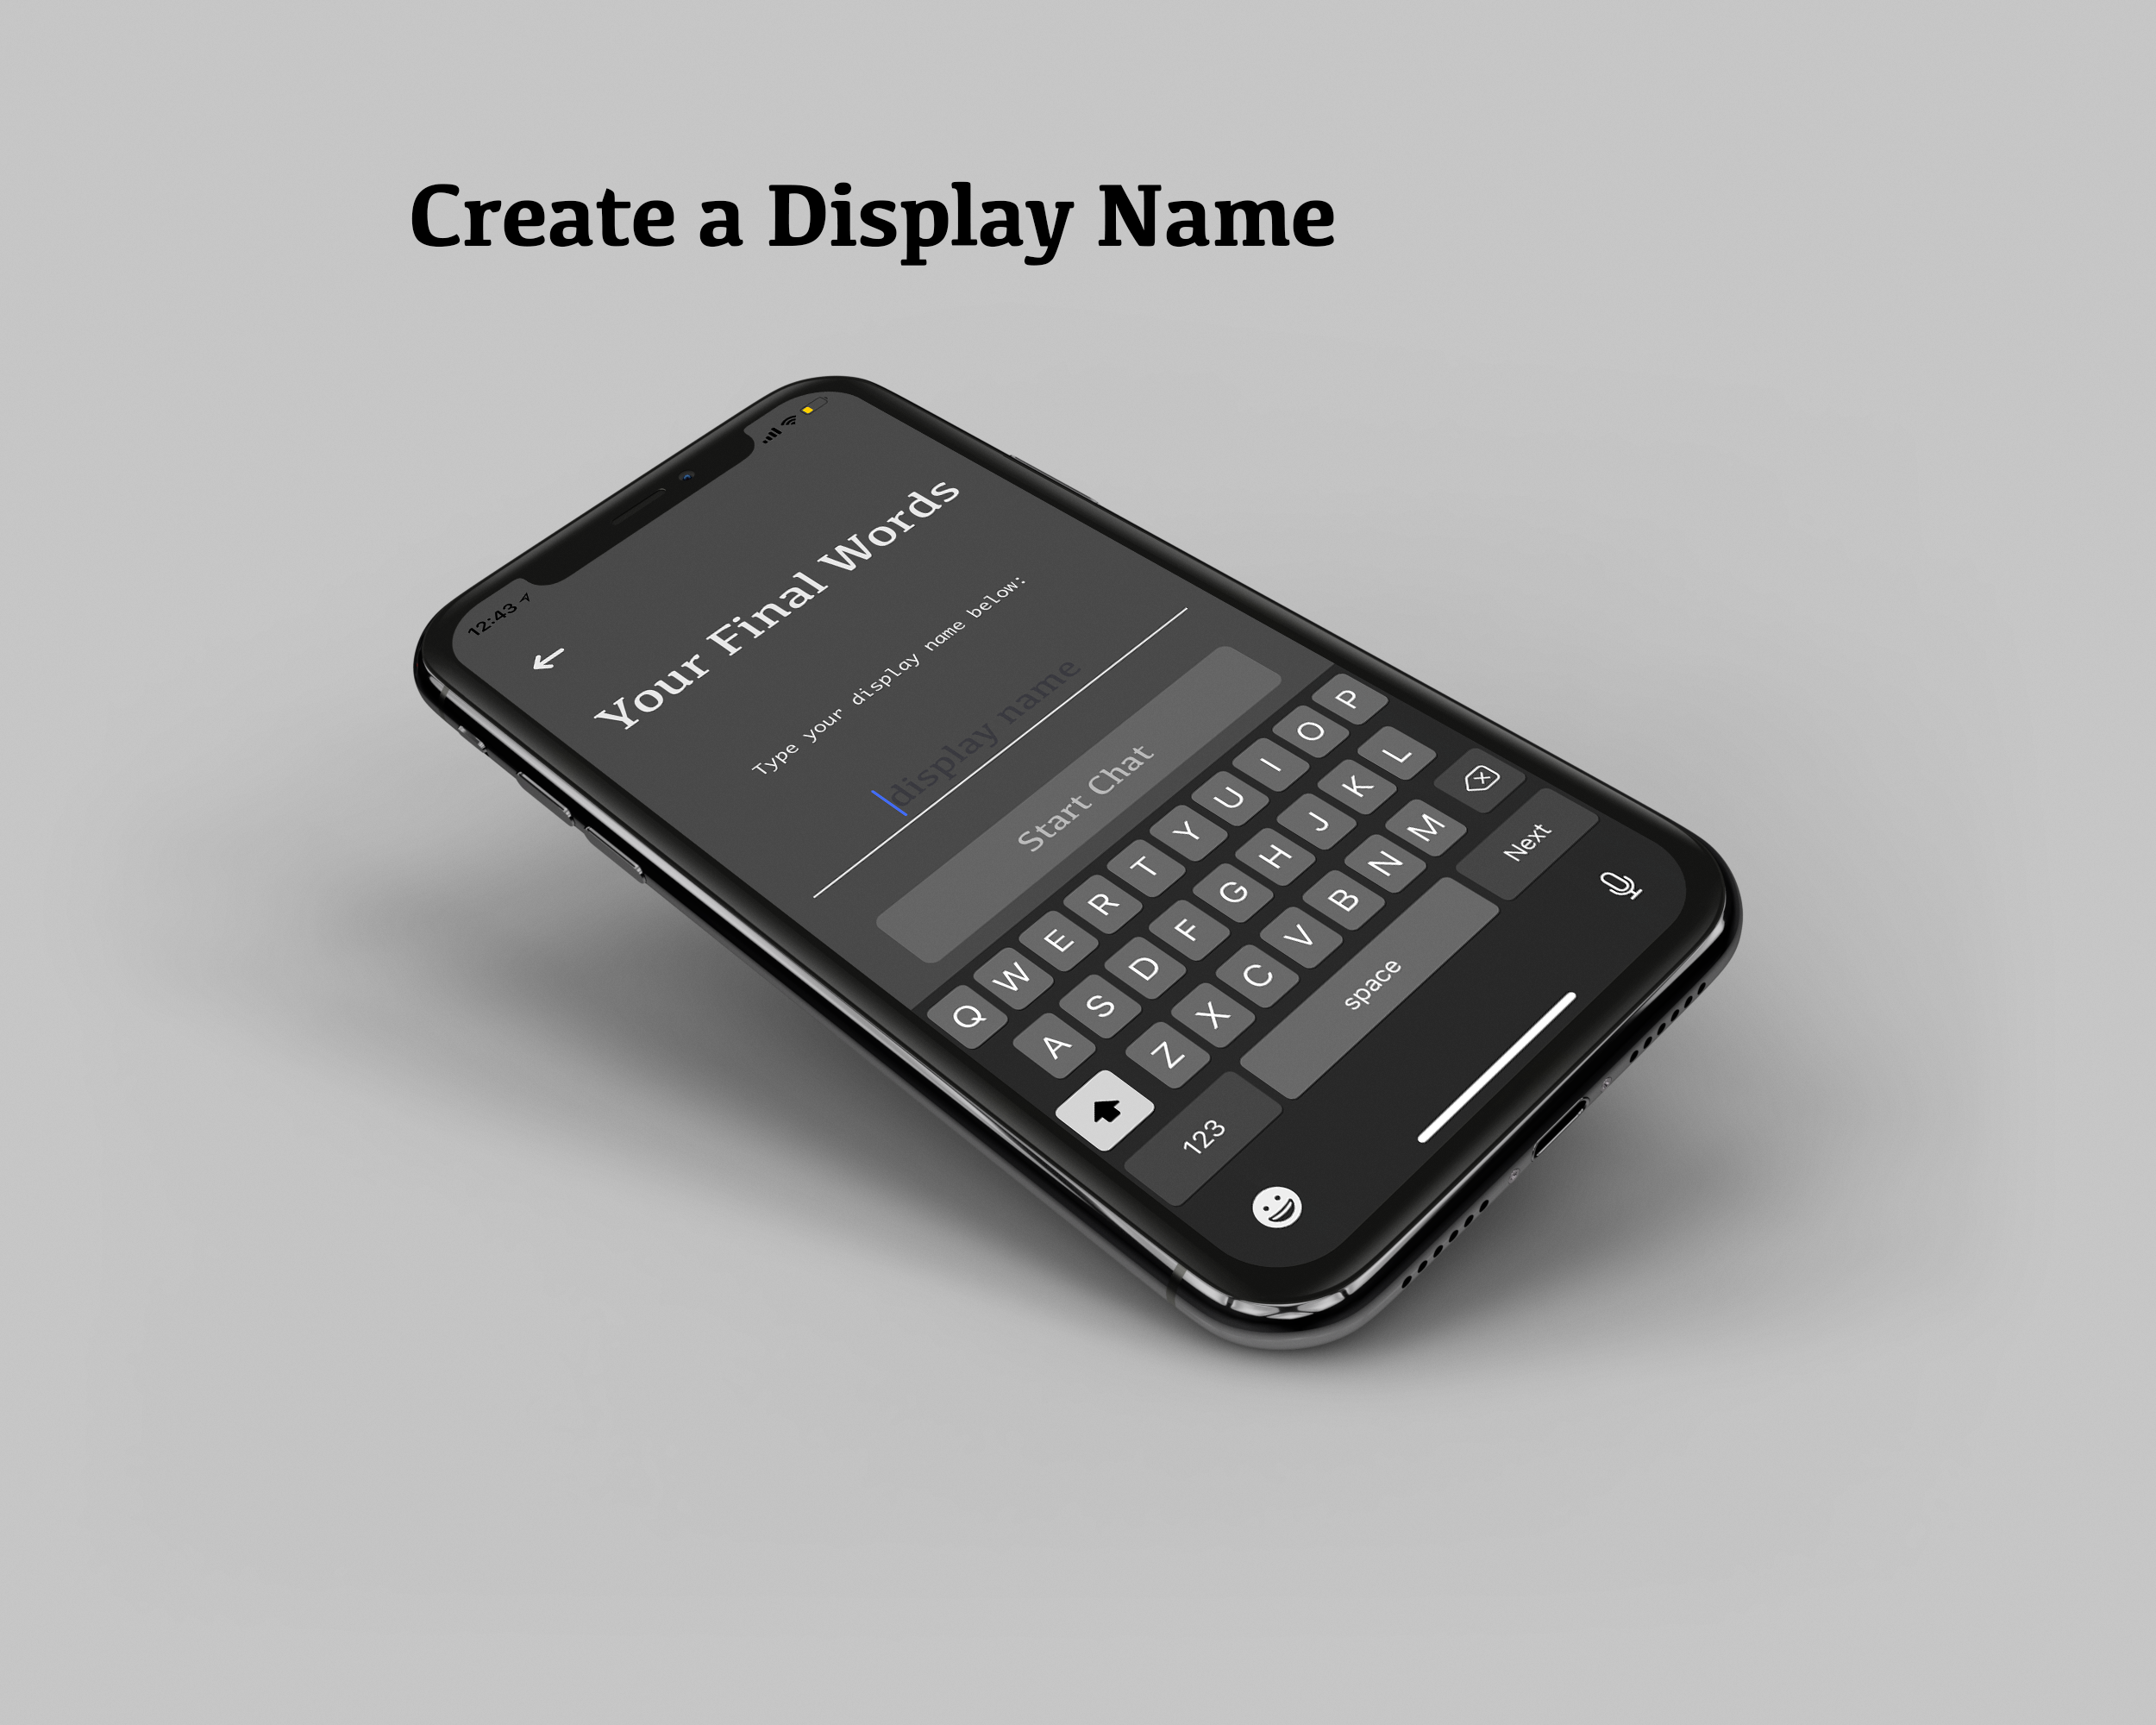 Create a Display Name
12:43
Your Final Words
Type your display name below:
display name
Start Chat
Q W E R T Y U I O P
A S D F G H J K L
Z X C V B N M
123 space Next